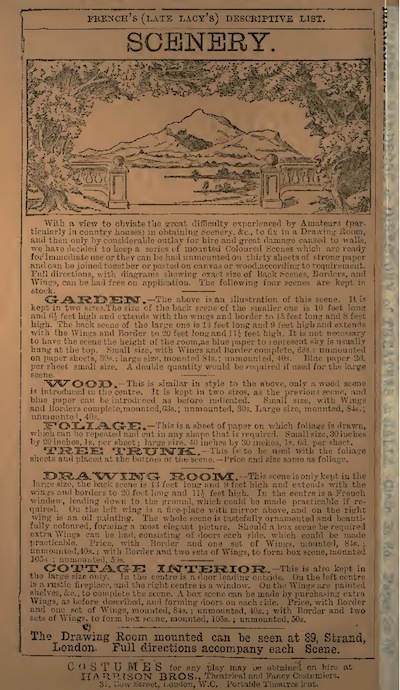 FRENCH'S (LATE LACY'S) DESCRIPTIVE LIST.
SCENERY.
With a view to obviate the great difficulty experienced by Amateurs (par-
ticularly in country houses) in obtaining Scenery, &c., to fix in a Drawing Room,
and then only by considerable outlay for hire and great damage caused to walls,
we have decided to keep a series of mounted Coloured Scenes which are ready
for immediate use or they can be had unmounted on thirty sheets of strong paper
and can be joined together or pasted on canvas or wood, according to requirement.
Full directions, with diagrams showing exact size of Back Scenes, Borders, and
Wings, can be had free on application. The following four scenes are kept in
stock.
GARDEN.—The above is an illustration of this scene. It is
kept in two sizes. The size of the back scene of the smaller one is 10 feet long
and 6½ feet high and extends with the wings and border to 15 feet long and 8 feet
high. The back scene of the large one is 13 feet long and 9 feet high and extends
with the Wings and Border to 20 feet long and 11½ feet high. It is not necessary
to have the scene the height of the room, as blue paper to represent sky is usually
hung at the top. Small size, with Wings and Border complete, unmounted
on paper sheets, 30s.; large size, mounted unmounted, 40s. Blue paper 2d.
per sheet small size. A double quantity would be required if used for the large
scene.
WOOD.—This is similar in style to the above, only a wood scene
is introduced in the centre. It is kept in two sizes, as the previous scene, and
blue paper can be introduced as before indicated. Small size, with Wings
and Borders complete, mounted, 63s.; unmounted, 30s. Large size, mounted, 84s.;
unmounted, 40s.
FOLIAGE.—This is a sheet of paper on which foliage is drawn,
which can be repeated and cut in any shape that is required. Small size, 30 inches
by 20 inches, 1s. per sheet; large size, 40 inches by 30 inches, 1s. 6d. per sheet.
TREE TRUNK.—This is to be used with the foliage
sheets and placed at the bottom of the scene.—Price and size same as foliage.
DRAWING ROOM.—This scene is only kept in the
large size, the back scene is 13 feet long and 9 feet high and extends with the
wings and borders to 20 feet long and 11½ feet high. In the centre is a French
window, leading down to the ground, which could be made practicable if re-
quired. On the left wing is a fire-place with mirror above, and on the right
wing is an oil painting. The whole scene is tastefully ornamented and beauti-
fully coloured, forming a most elegant picture. Should a box scene be required
extra Wings can be had, consisting of doors each side, which could be made
practicable. Price, with Border and one set of Wings, mounted, 84s.;
unmounted, 40s.; with Border and two sets of Wings, to form box scene, mounted
105s.; unmounted, 50s.
COTTAGE INTERIOR.—This is also kept in
the large size only. In the centre is a door leading outside. On the left centre
is a rustic fireplace, and the right centre is a window. On the Wings are painted
shelves, &c., to complete the scene. A box scene can be made by purchasing extra
Wings, as before described, and forming doors on each side. Price, with Border
and one set of Wings, mounted, 84s.; unmounted, 40s.; with Border and two
sets of Wings, to form box scene, mounted, 105s.; unmounted, 50s.
The Drawing Room mounted can be seen at 89, Strand,
London. Full directions accompany each Scene.
COSTUMES for any play may be obtained on hire at
HARRISON BROS., Theatrical and Fancy Costumiers.
31, Bow Street, London, W.C. Portable Theatres lent.